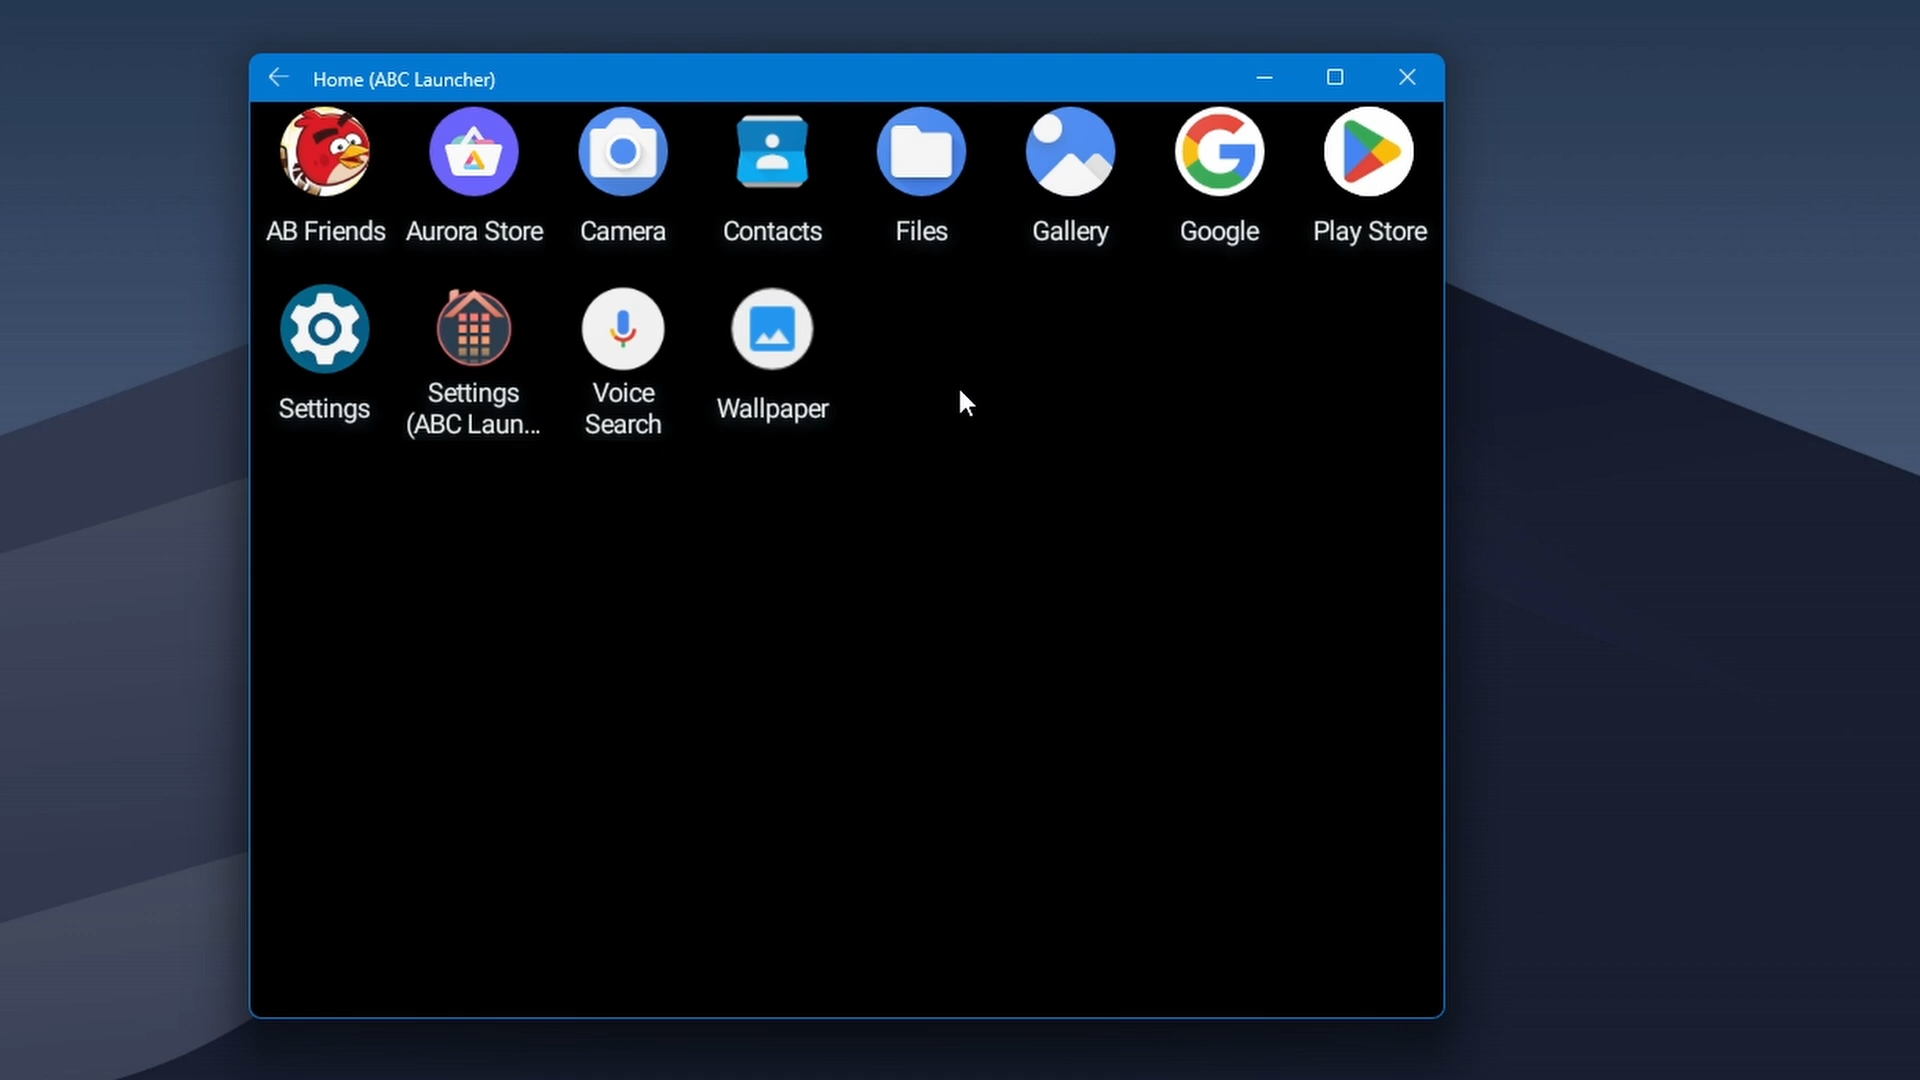 Home (ABC Launcher)
AB Friends
Aurora Store
Camera
Contacts
Files
Gallery
Google
Play Store
Settings
Settings
(ABC Laun...
Voice
Search
Wallpaper